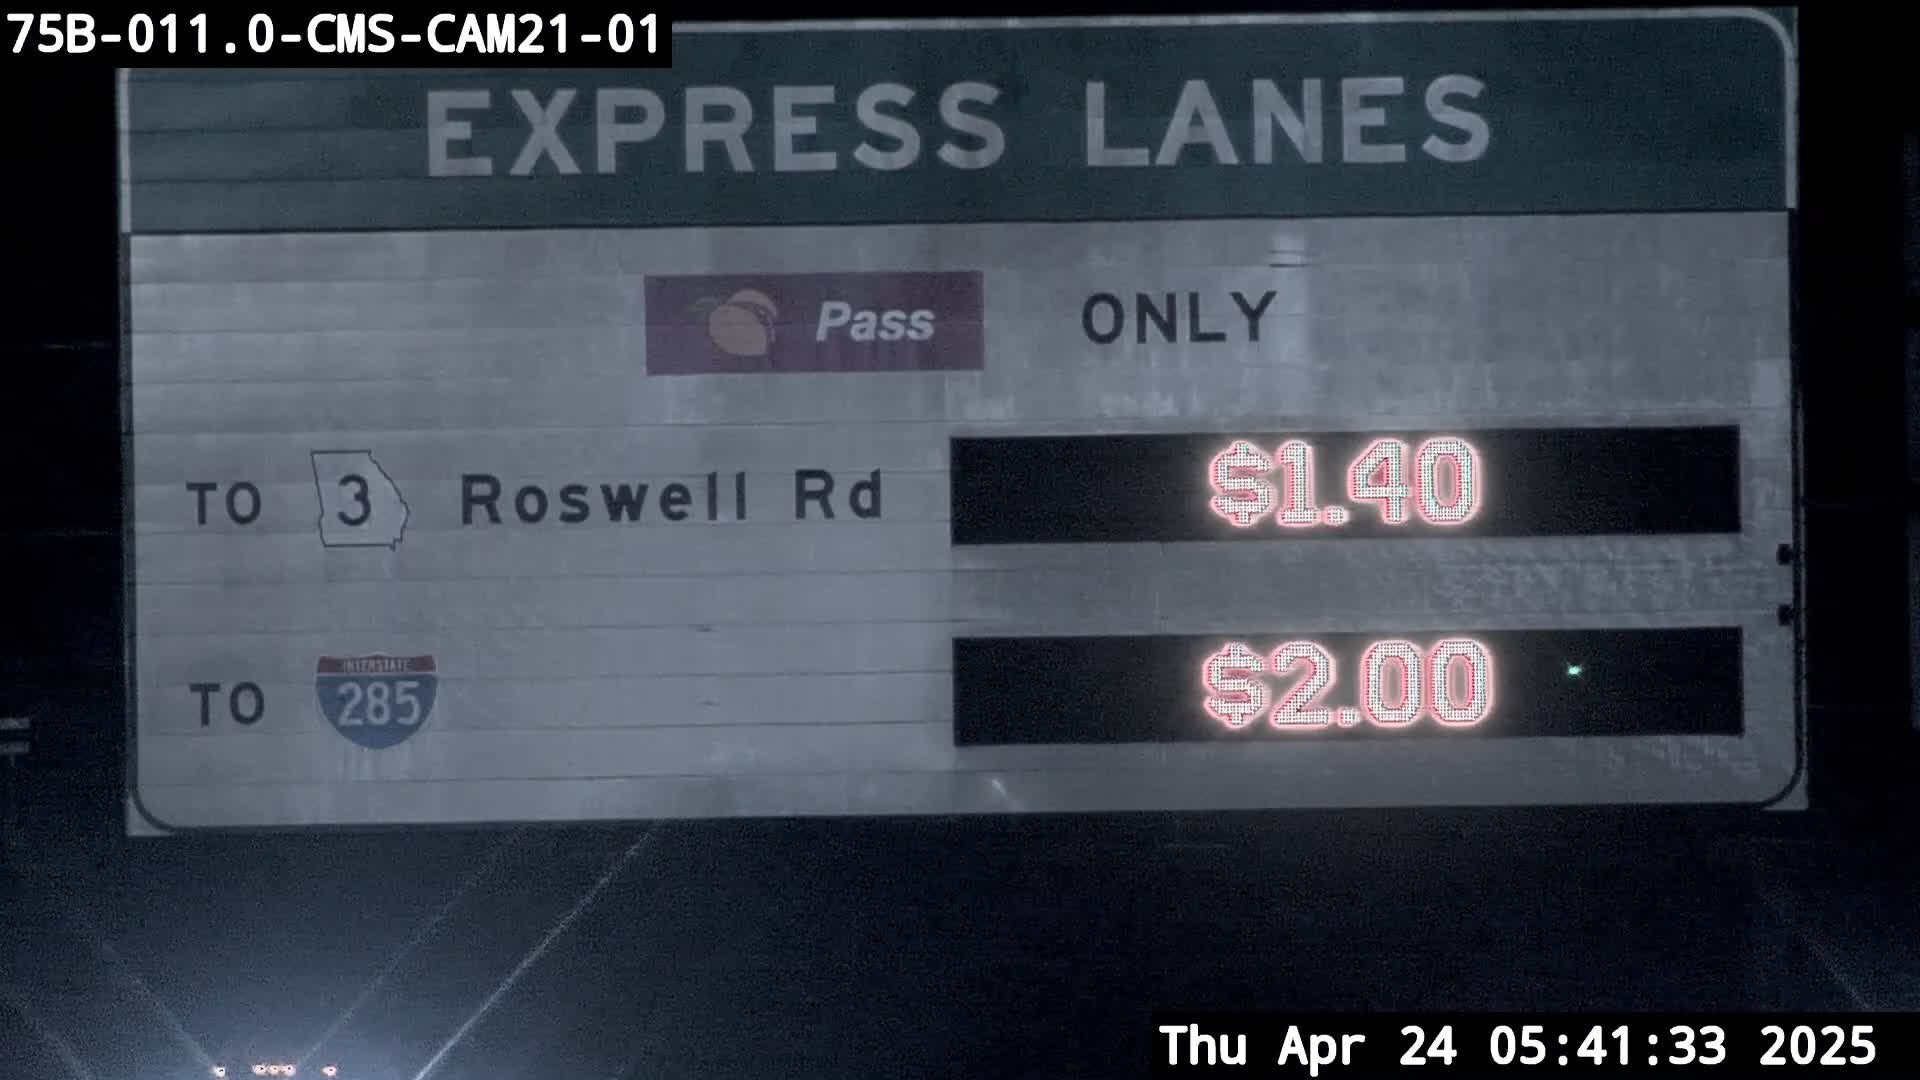 75B-011.0-CMS-CAM21-01
EXPRESS LANES
Pass ONLY
TO 3 Roswell Rd $1.40
INTERSTATE
TO 285 $2.00
Thu Apr 24 05:41:33 2025